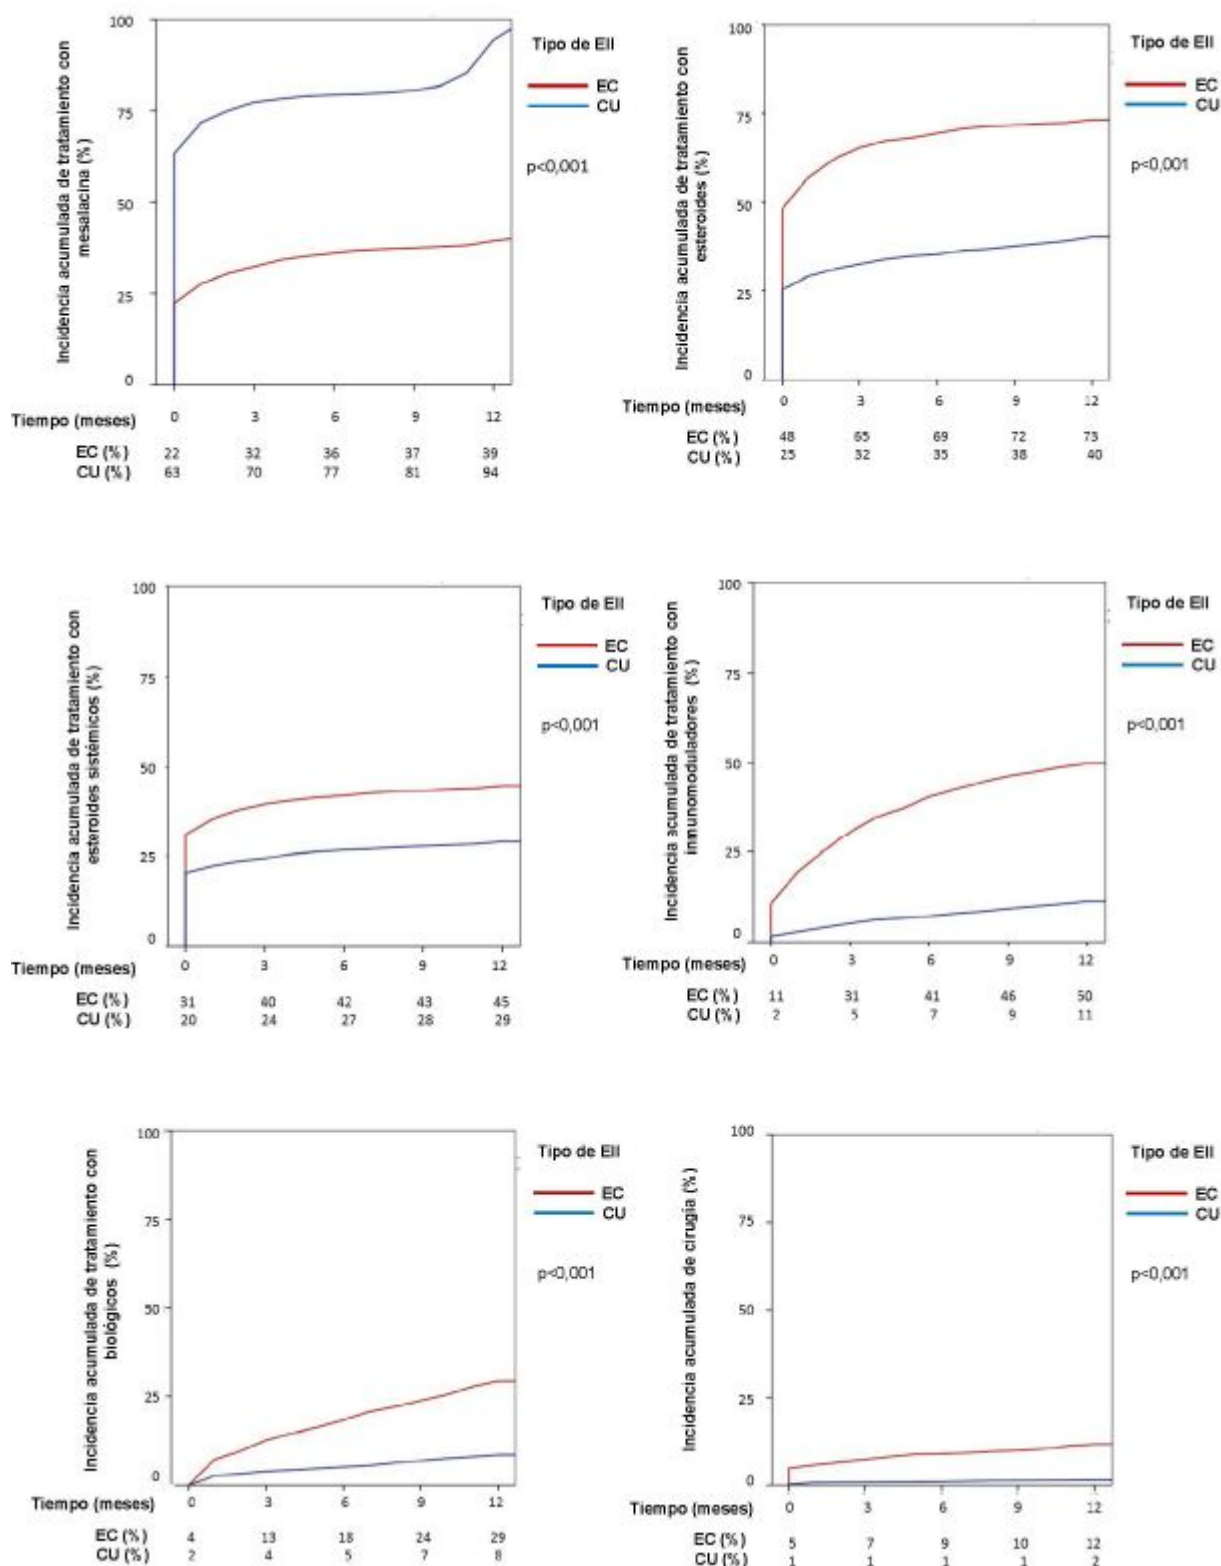 Incidencia acumulada de tratamiento con
mesalacina (%)
100
75
50
25
0
Tipo de EII
EC
CU
p<0,001
Tiempo (meses) 0 3 6 9 12
EC (%) 22 32 36 37 39
CU (%) 63 70 77 81 94
Incidencia acumulada de tratamiento con
esteroides (%)
100
75
50
25
0
Tipo de EII
EC
CU
p<0,001
Tiempo (meses) 0 3 6 9 12
EC (%) 48 65 69 72 73
CU (%) 25 32 35 38 40
Incidencia acumulada de tratamiento con
esteroides sistémicos (%)
100
75
50
25
0
Tipo de EII
EC
CU
p<0,001
Tiempo (meses) 0 3 6 9 12
EC (%) 31 40 42 43 45
CU (%) 20 24 27 28 29
Incidencia acumulada de tratamiento con
inmunomoduladores (%)
100
75
50
25
0
Tipo de EII
EC
CU
p<0,001
Tiempo (meses) 0 3 6 9 12
EC (%) 11 31 41 46 50
CU (%) 2 5 7 9 11
Incidencia acumulada de tratamiento con
biológicos (%)
100
75
50
25
0
Tipo de EII
EC
CU
p<0,001
Tiempo (meses) 0 3 6 9 12
EC (%) 4 13 18 24 29
CU (%) 2 4 5 7 8
Incidencia acumulada de cirugía (%)
100
75
50
25
0
Tipo de EII
EC
CU
p<0,001
Tiempo (meses) 0 3 6 9 12
EC (%) 5 7 9 10 12
CU (%) 1 1 1 1 2